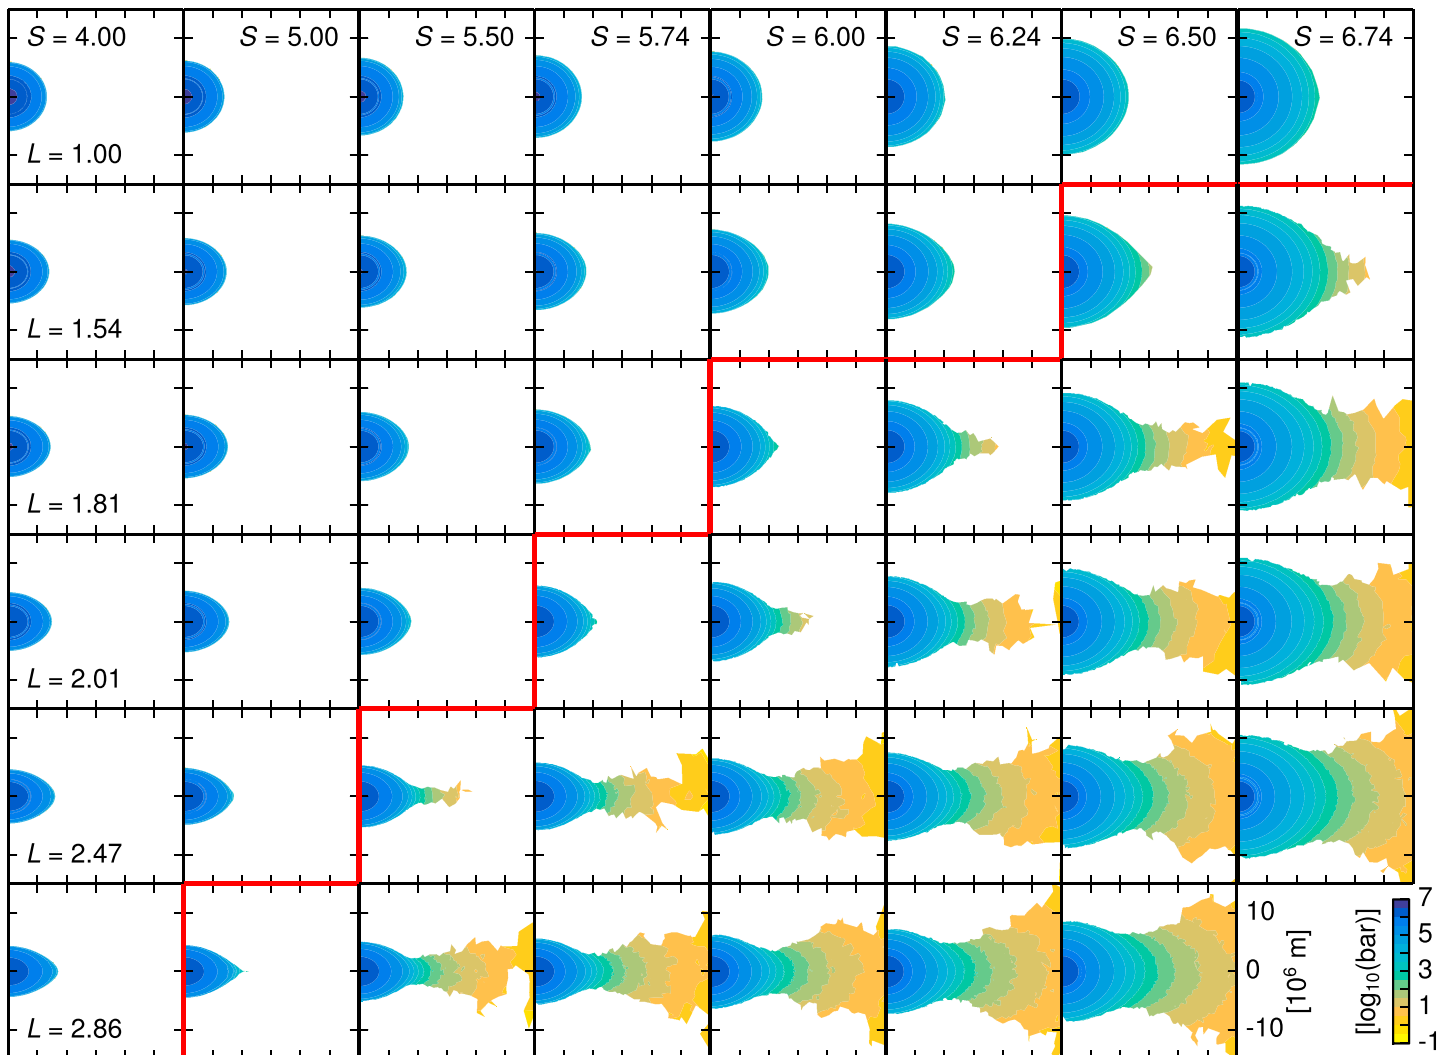 S = 4.00 S = 5.00 S = 5.50 S = 5.74 S = 6.00 S = 6.24 S = 6.50 S = 6.74
L = 1.00
L = 1.54
L = 1.81
L = 2.01
L = 2.47
L = 2.86
10
0
-10
[10⁶ m]
[log₁₀(bar)]
7
5
3
1
-1